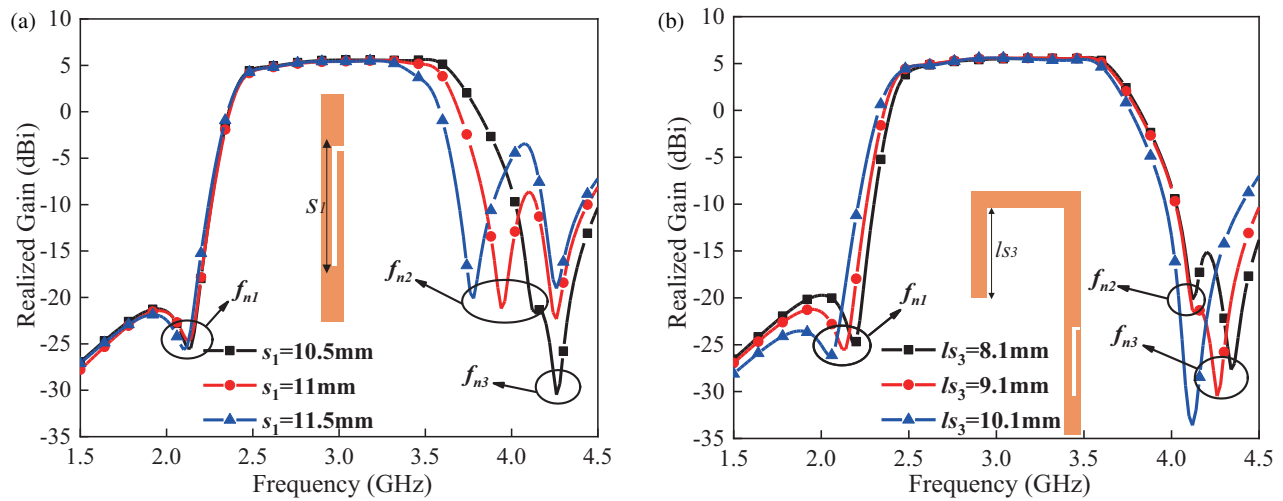 (a)
10
5
0
-5
-10
-15
-20
-25
-30
-35
Realized Gain (dBi)
S1
fn1
fn2
fn3
s1=10.5mm
s1=11mm
s1=11.5mm
1.5 2.0 2.5 3.0 3.5 4.0 4.5
Frequency (GHz)
(b)
10
5
0
-5
-10
-15
-20
-25
-30
-35
Realized Gain (dBi)
lS3
fn1
fn2
fn3
ls3=8.1mm
ls3=9.1mm
ls3=10.1mm
1.5 2.0 2.5 3.0 3.5 4.0 4.5
Frequency (GHz)